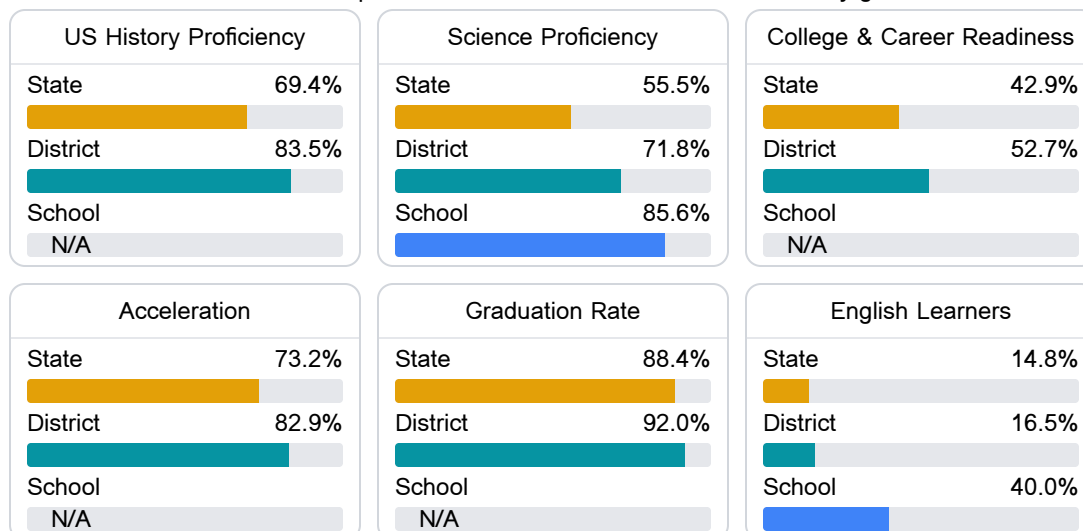 US History Proficiency
State 69.4%
District 83.5%
School
N/A
Science Proficiency
State 55.5%
District 71.8%
School 85.6%
College & Career Readiness
State 42.9%
District 52.7%
School
N/A
Acceleration
State 73.2%
District 82.9%
School
N/A
Graduation Rate
State 88.4%
District 92.0%
School
N/A
English Learners
State 14.8%
District 16.5%
School 40.0%